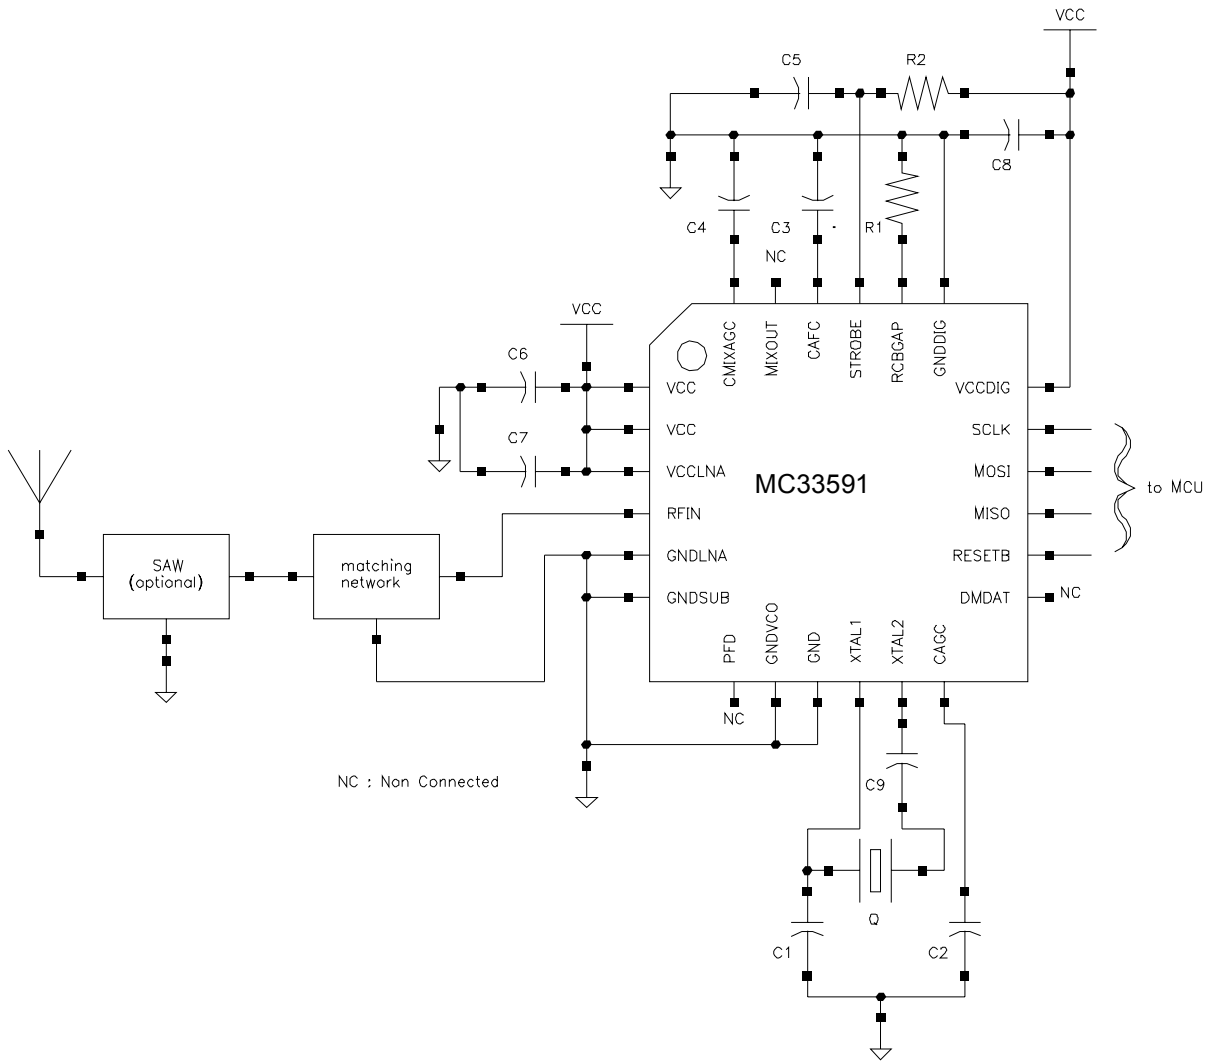 VCC
C5
R2
C8
C4
C3
R1
NC
VCC
C6
C7
CMIXAGC
MIXOUT
CAFC
STROBE
RCBGAP
GNDDIG
VCC
VCC
VCCLNA
RFIN
GNDLNA
GNDSUB
MC33591
VCCDIG
SCLK
MOSI
MISO
RESETB
DMDAT
NC
to MCU
SAW
(optional)
matching
network
PFD
GNDVCO
GND
XTAL1
XTAL2
CAGC
NC
NC : Non Connected
C9
Q
C1
C2